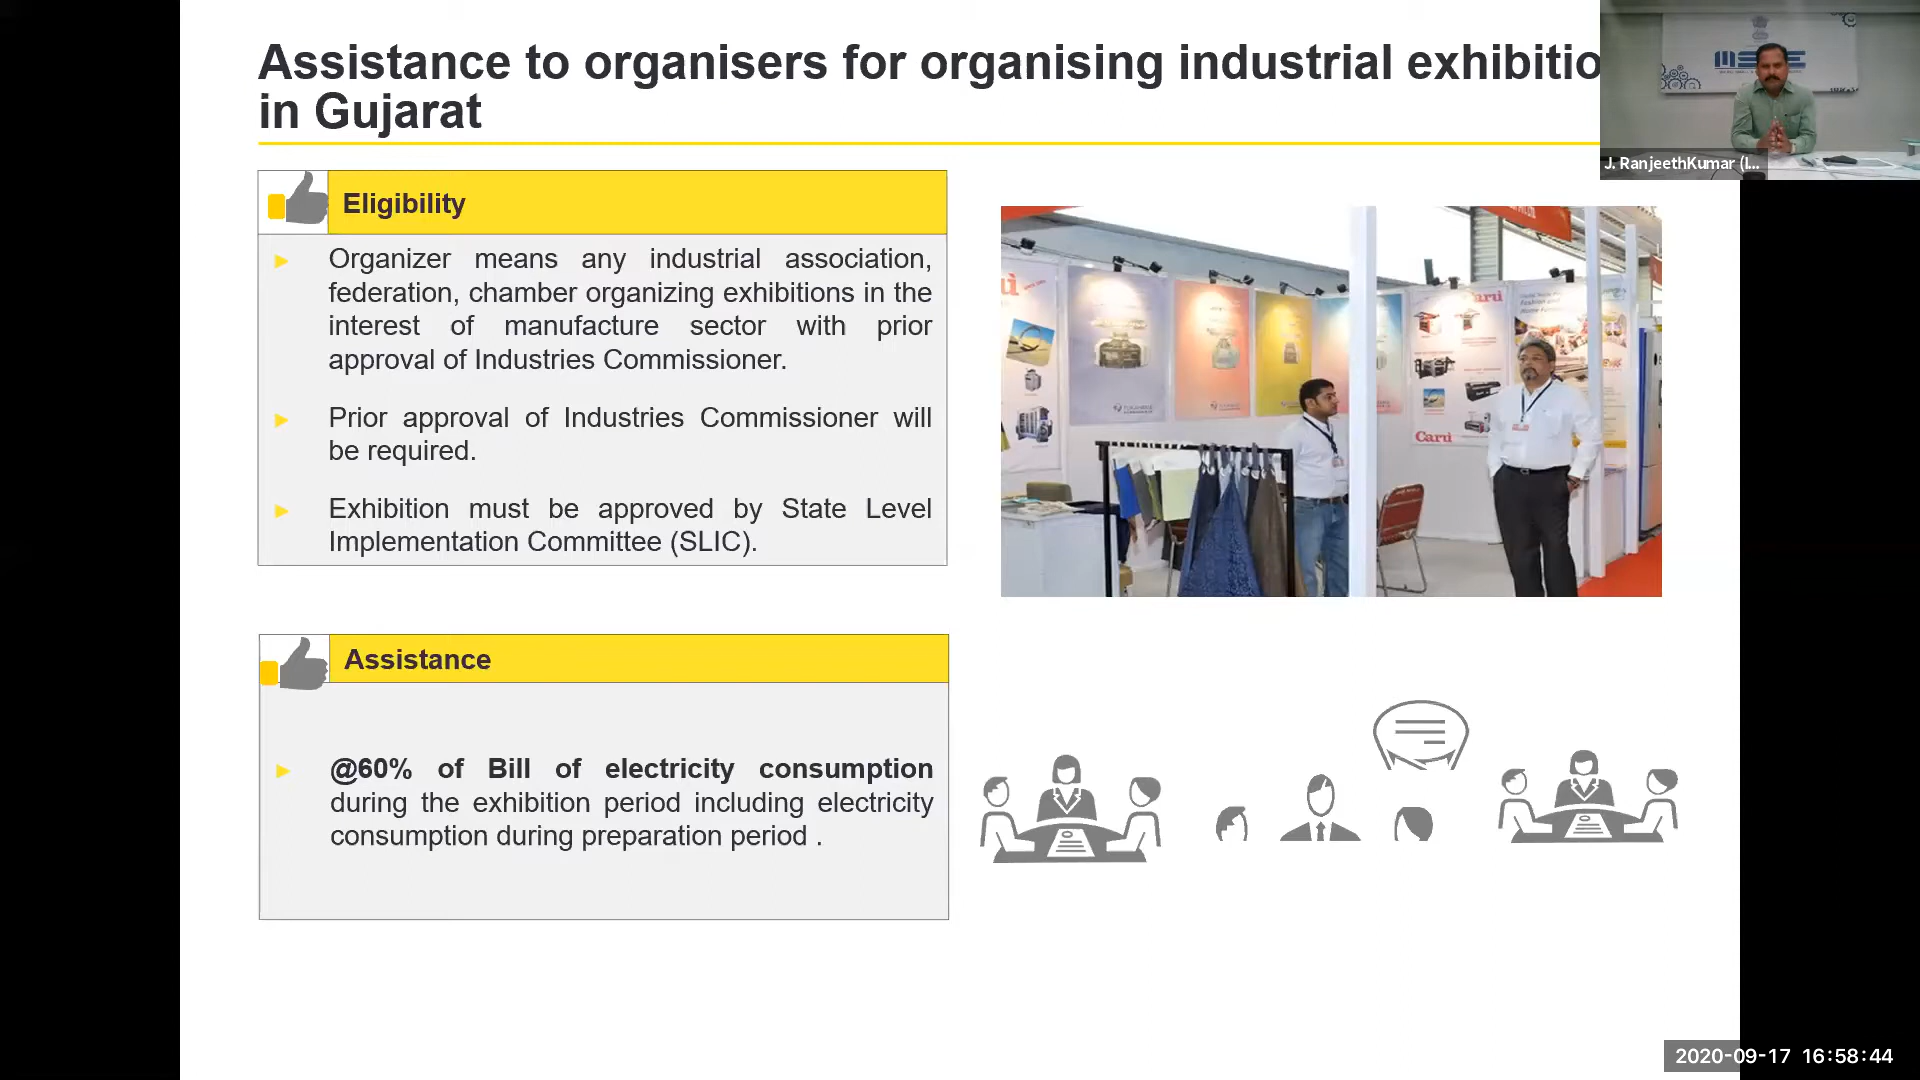 Assistance to organisers for organising industrial exhibitio
in Gujarat
J. RanjeethKumar (I...
Eligibility
► Organizer means any industrial association,
federation, chamber organizing exhibitions in the
interest of manufacture sector with prior
approval of Industries Commissioner.
► Prior approval of Industries Commissioner will
be required.
► Exhibition must be approved by State Level
Implementation Committee (SLIC).
Caru
Assistance
► @60% of Bill of electricity consumption
during the exhibition period including electricity
consumption during preparation period .
2020-09-17 16:58:44